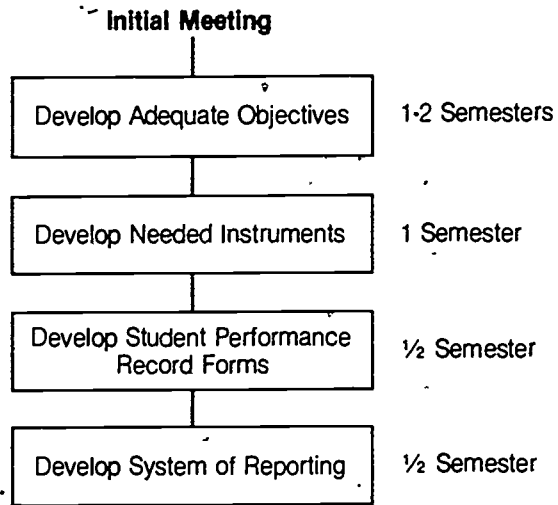 Initial Meeting
Develop Adequate Objectives 1-2 Semesters
Develop Needed Instruments 1 Semester
Develop Student Performance
Record Forms ½ Semester
Develop System of Reporting ½ Semester